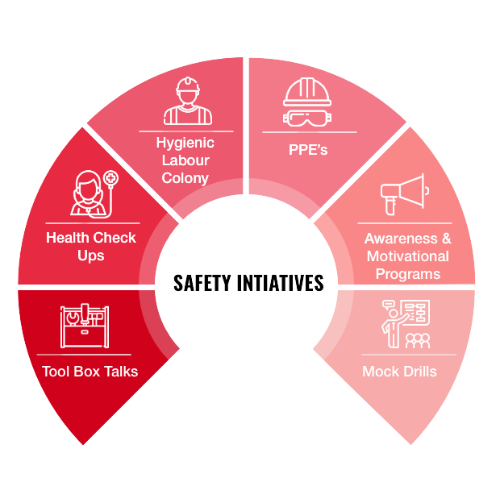 Hygienic
Labour
Colony
PPE's
Health Check
Ups
Awareness &
Motivational
Programs
SAFETY INTIATIVES
Tool Box Talks
Mock Drills